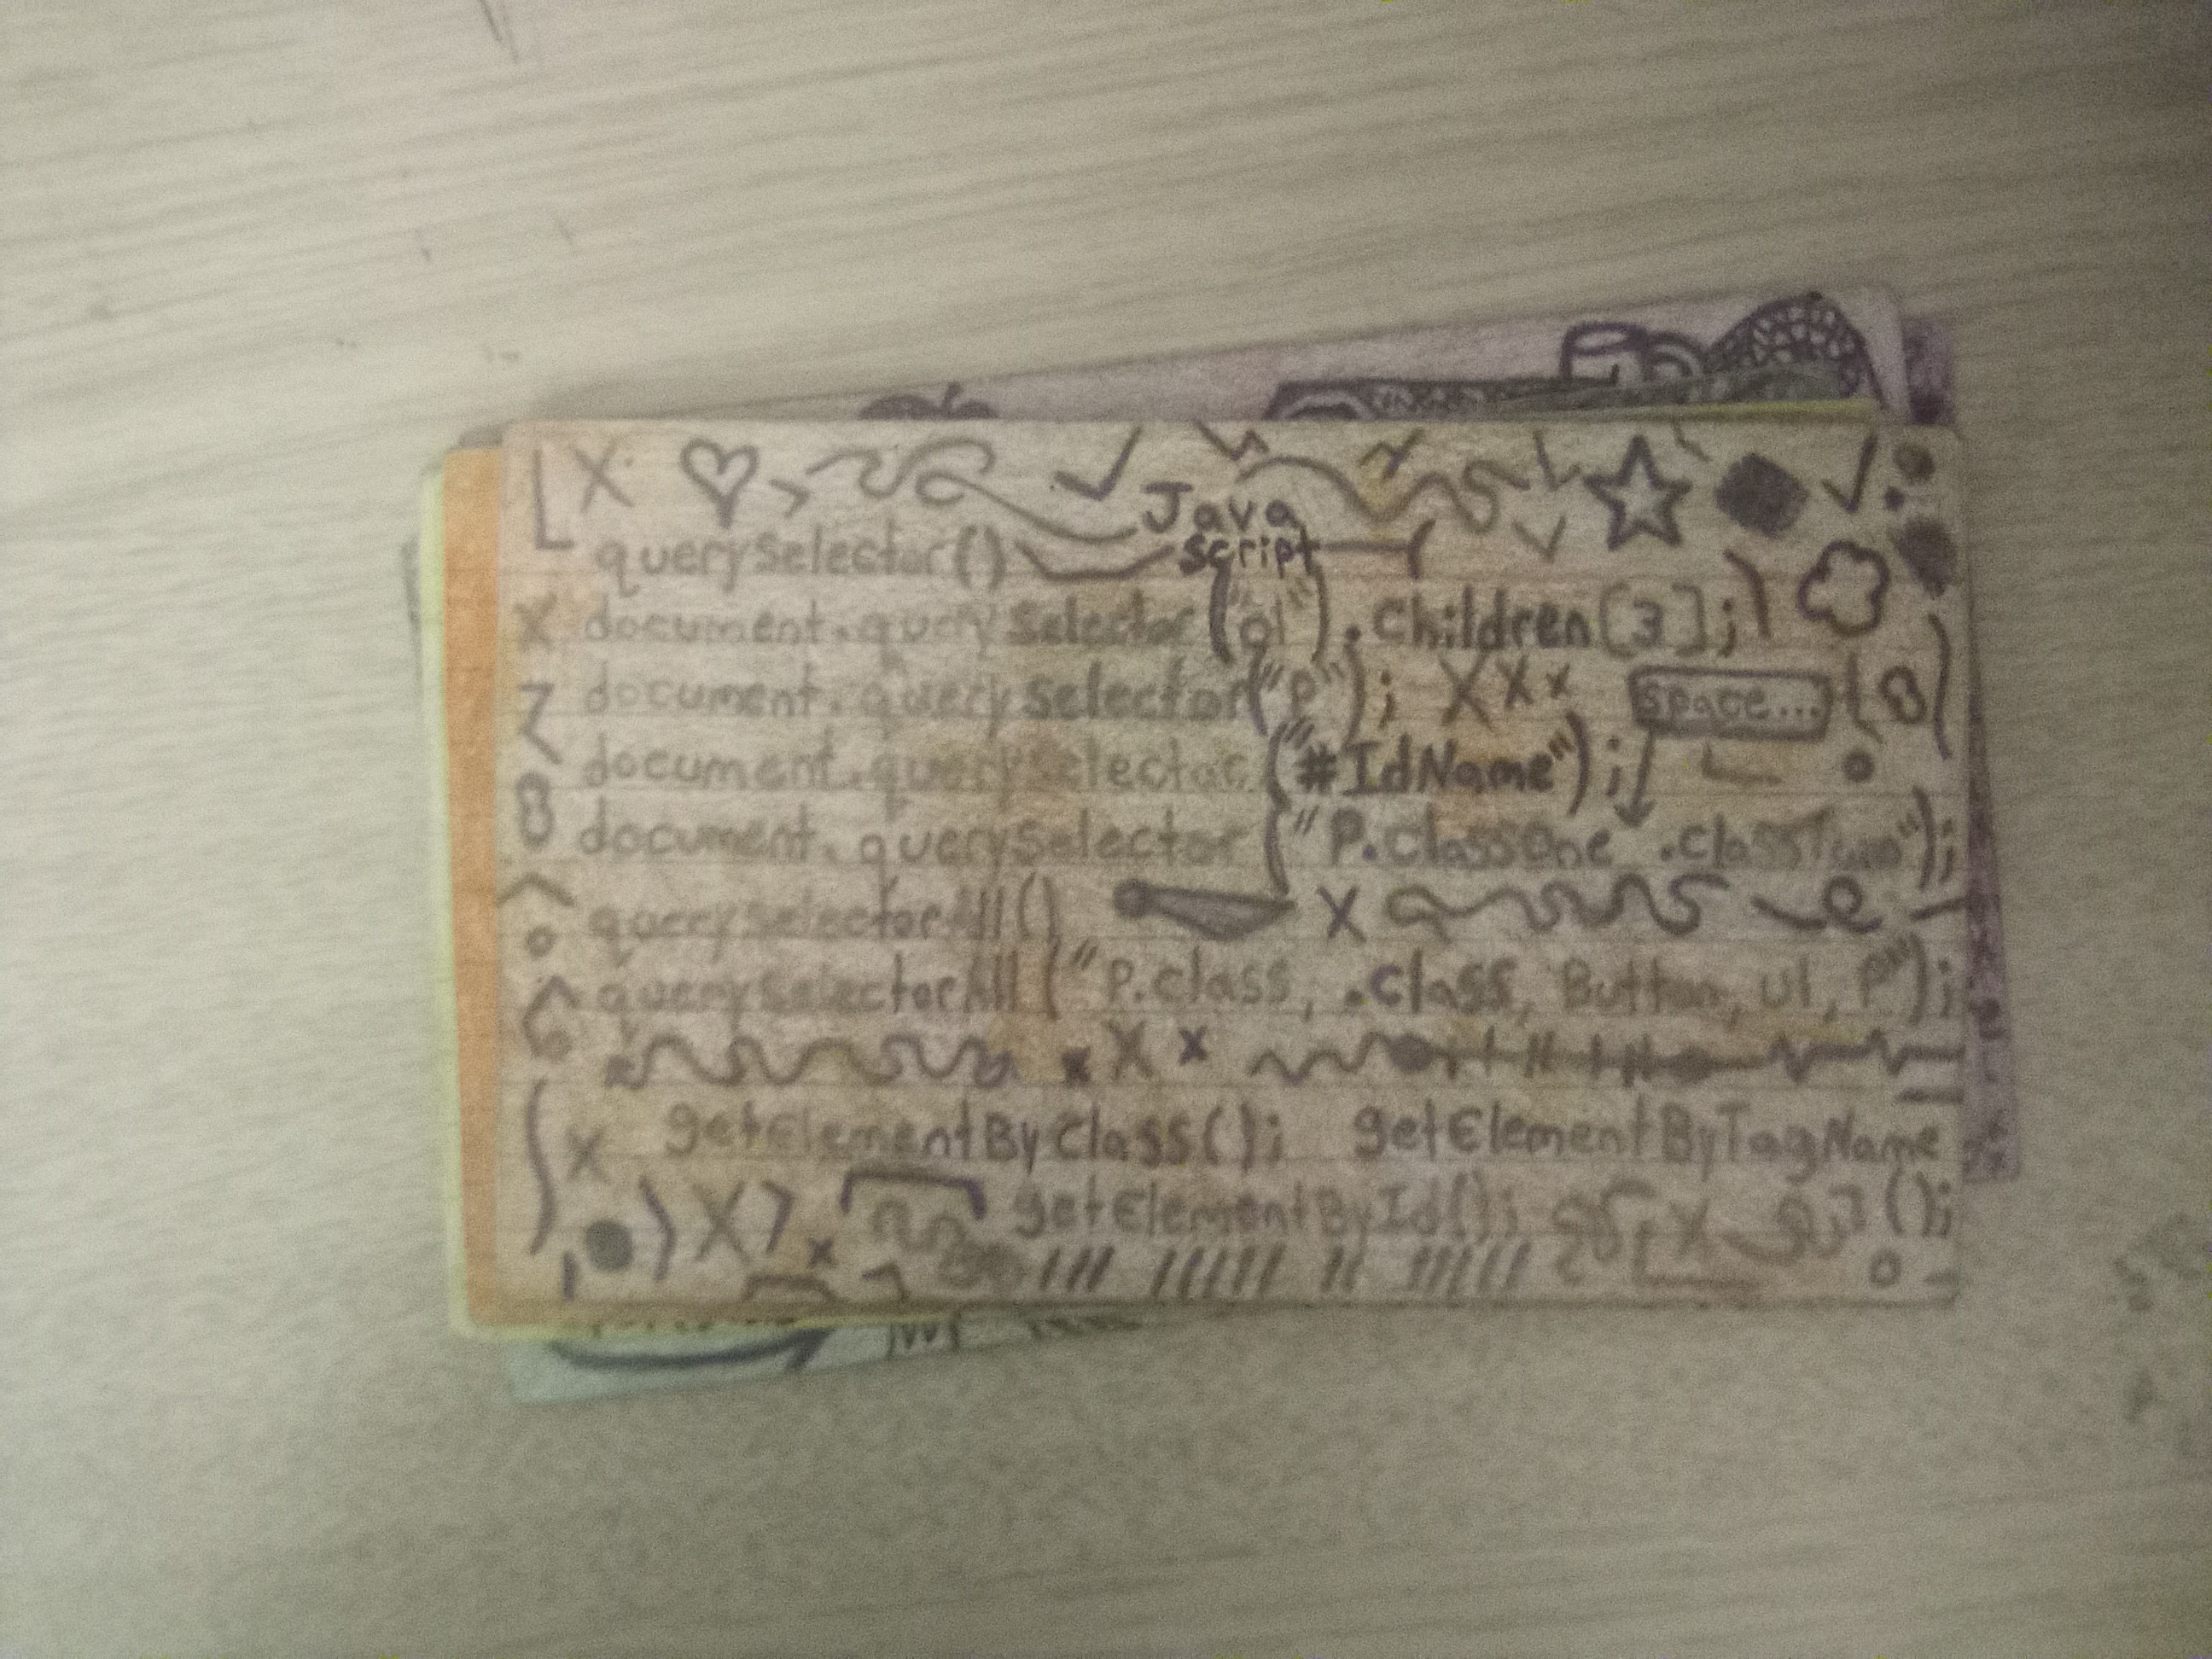 Java
script
querySelector()
document.querySelector("ol").children[3];
document.querySelector("p");
space...
document.querySelector("#IdName");
document.querySelector("P.classOne .classTwo");
querySelectorAll()
querySelectorAll("P.class, .class, Button, ul, P");
getElementByClass(); getElementByTagName
getElementById(); ();